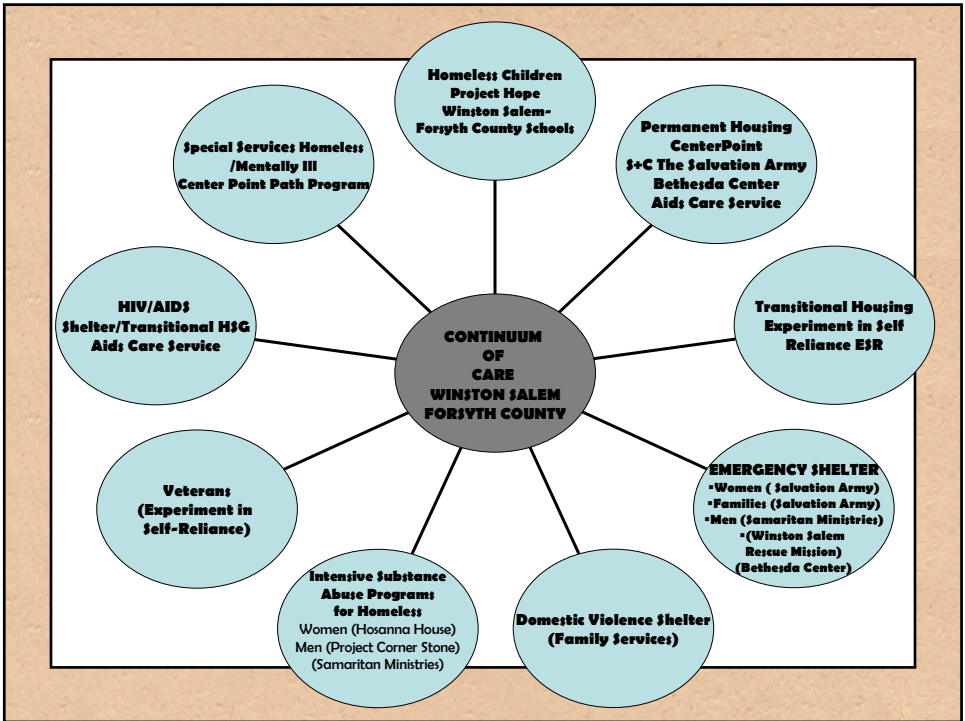 Homeless Children
Project Hope
Winston Salem-
Forsyth County Schools
Permanent Housing
CenterPoint
S+C The Salvation Army
Bethesda Center
Aids Care Service
Transitional Housing
Experiment in Self
Reliance ESR
EMERGENCY SHELTER
▪Women ( Salvation Army)
▪Families (Salvation Army)
▪Men (Samaritan Ministries)
▪(Winston Salem
Rescue Mission)
(Bethesda Center)
Domestic Violence Shelter
(Family Services)
Intensive Substance
Abuse Programs
for Homeless
Women (Hosanna House)
Men (Project Corner Stone)
(Samaritan Ministries)
Veterans
(Experiment in
Self-Reliance)
HIV/AIDS
Shelter/Transitional HSG
Aids Care Service
Special Services Homeless
/Mentally Ill
Center Point Path Program
CONTINUUM
OF
CARE
WINSTON SALEM
FORSYTH COUNTY